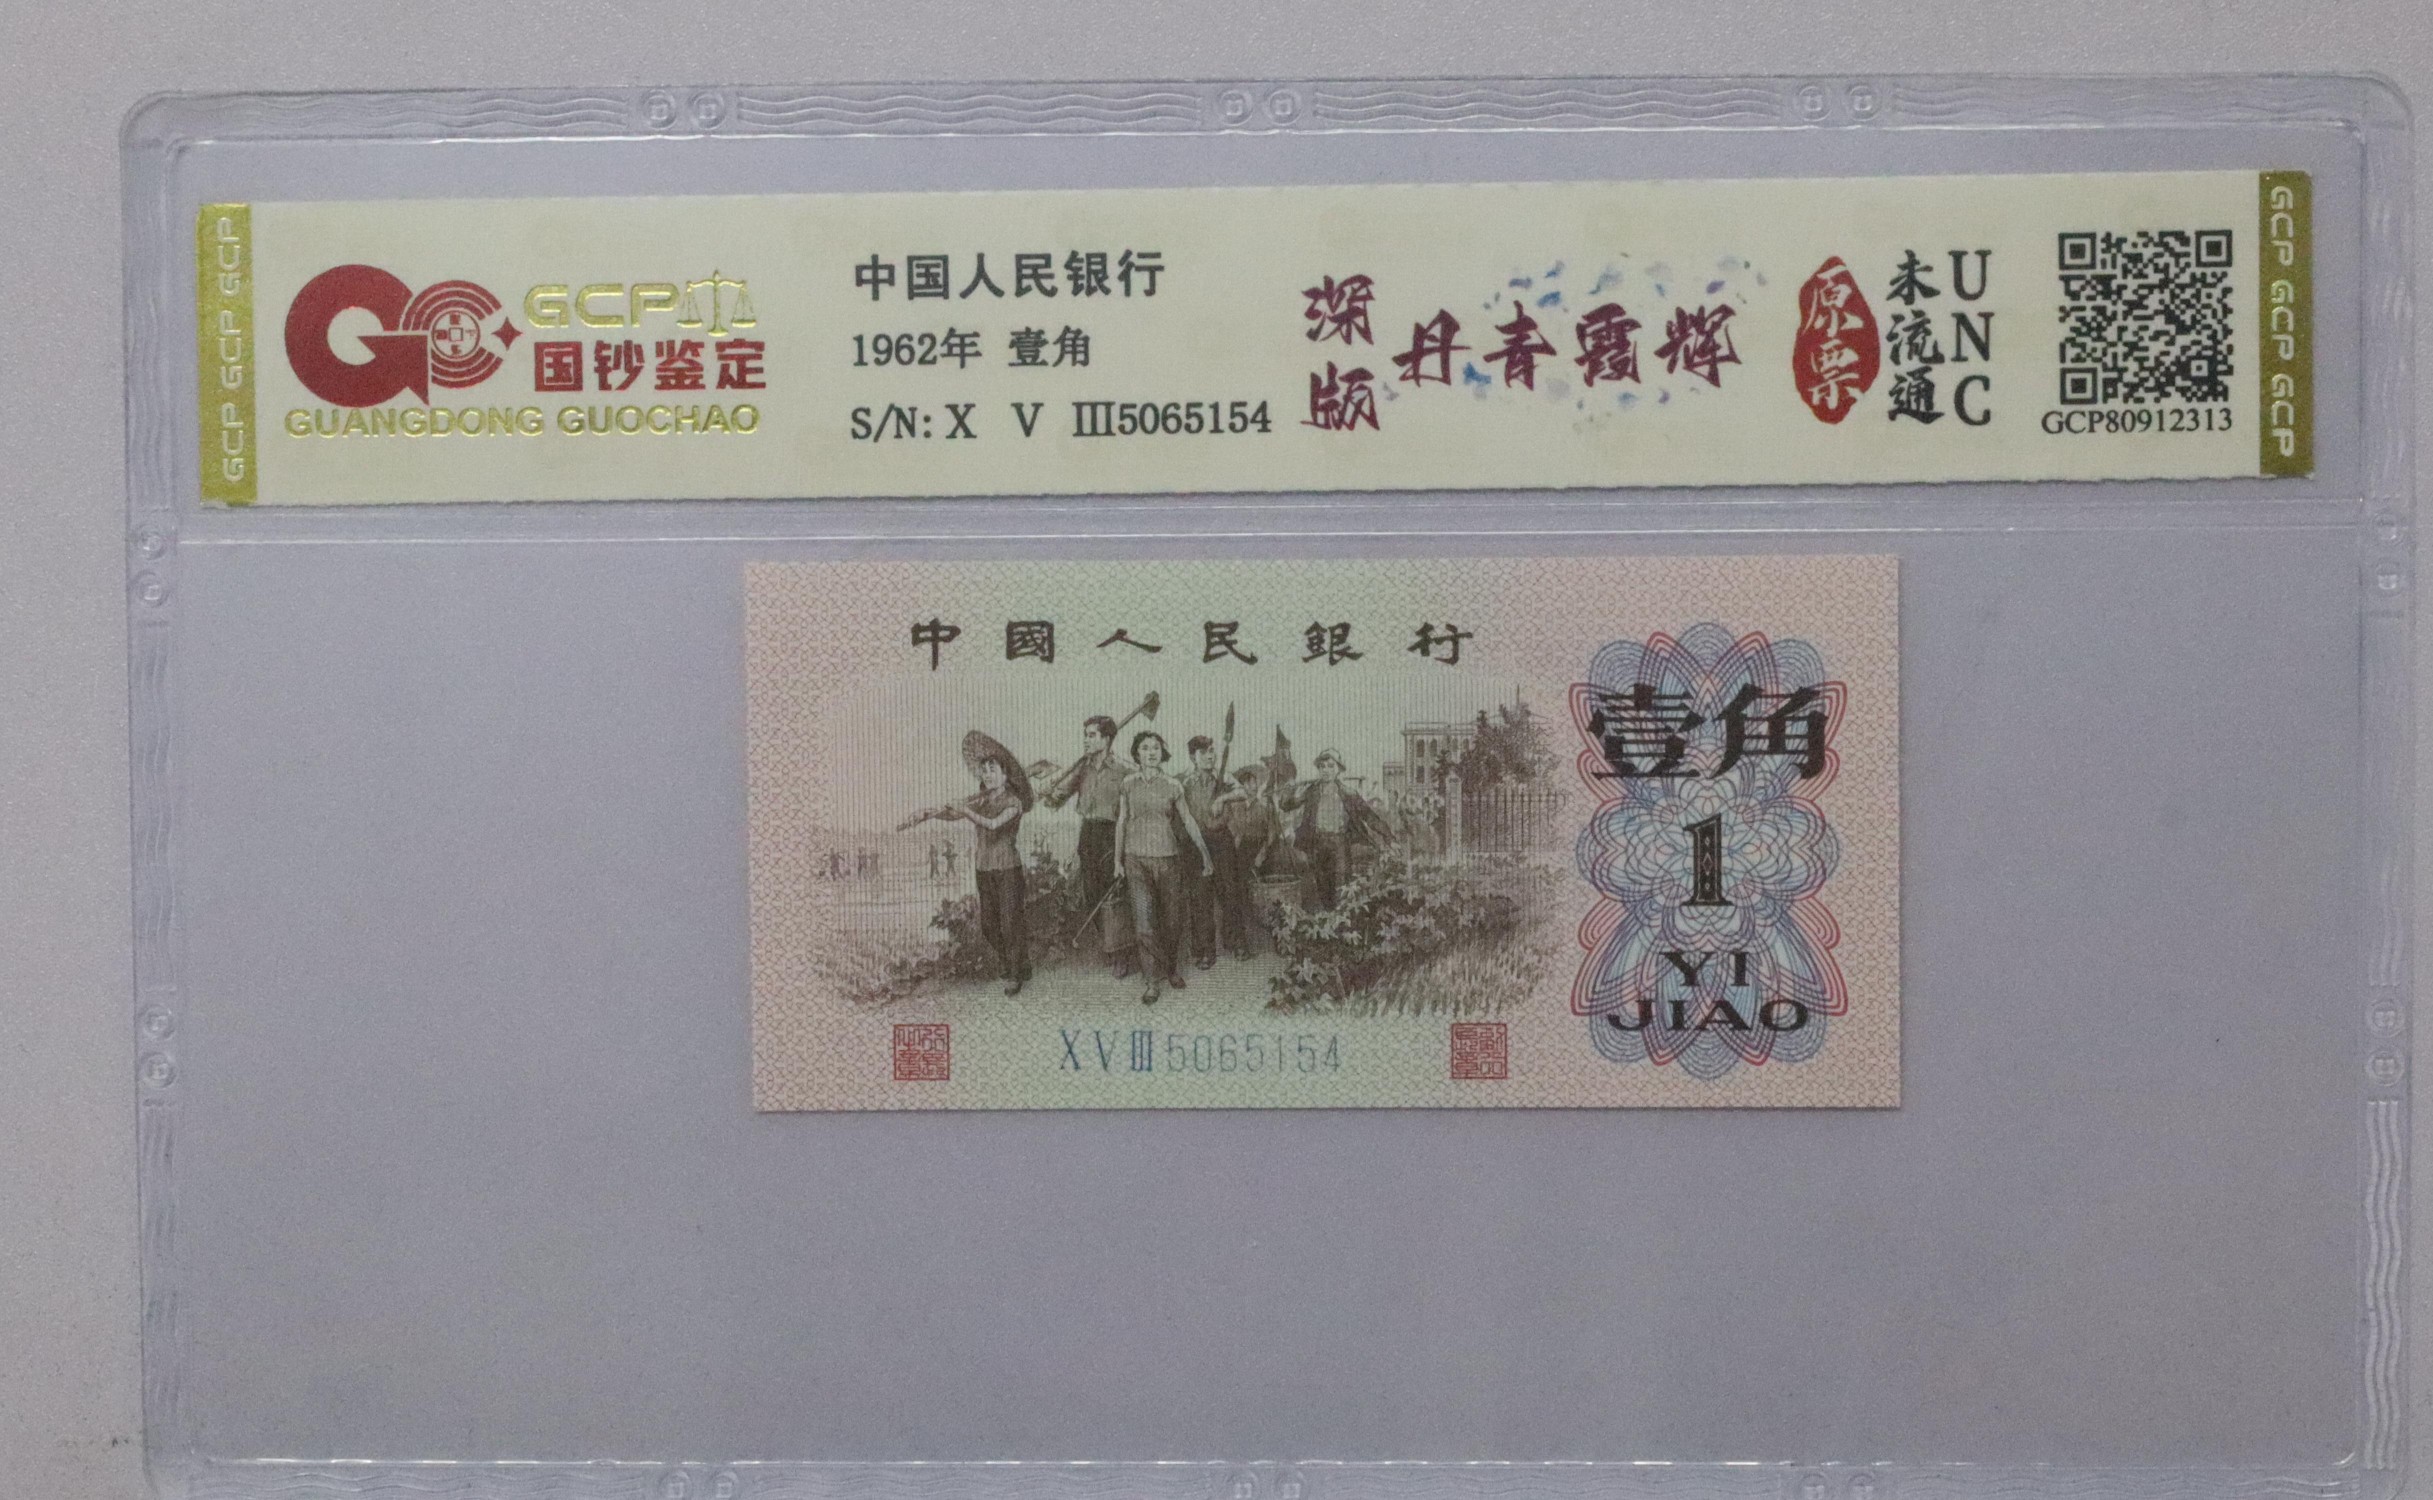 GCP GCP GCP
GCP
国钞鉴定
GUANGDONG GUOCHAO
中国人民银行
1962年 壹角
S/N: X V Ⅲ5065154
深版
丹青霞辉
原票
未流通
UNC
GCP80912313
GCP GCP GCP
中國人民銀行
壹角
1
YI
JIAO
X V Ⅲ 5065154